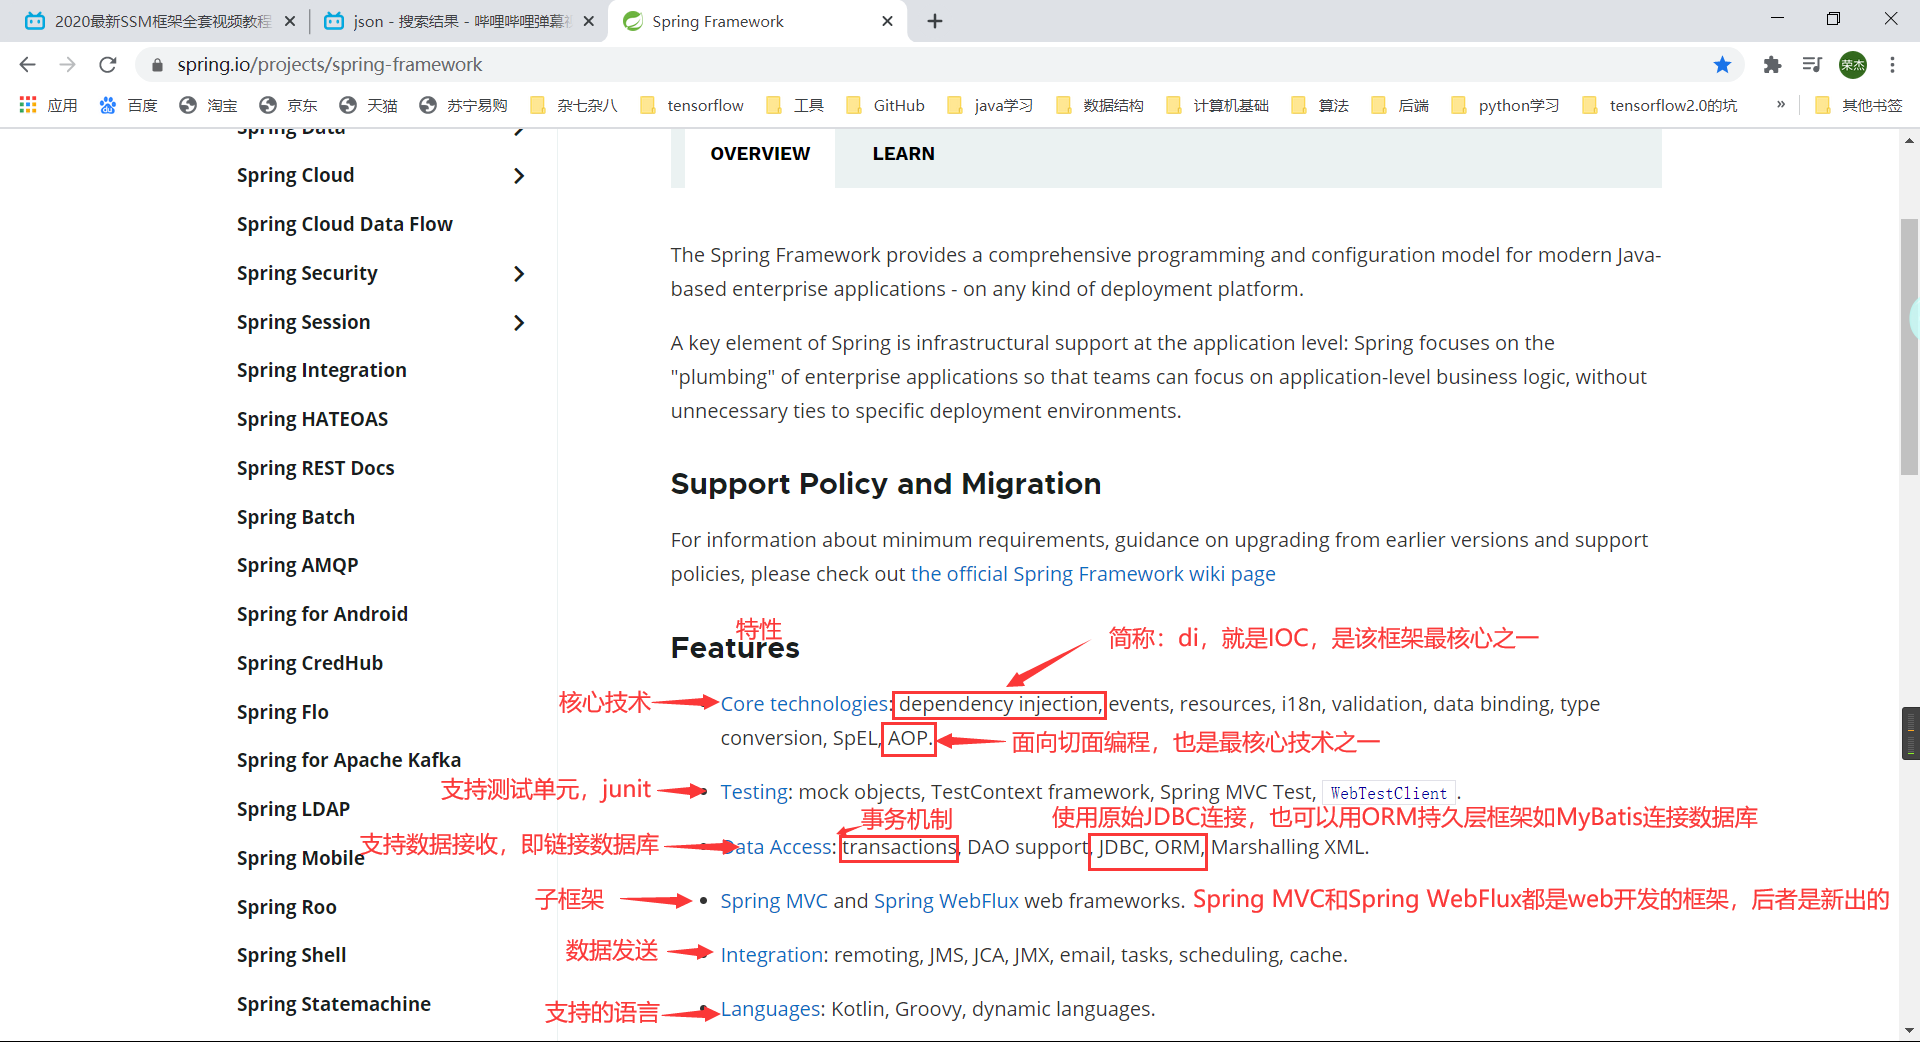 2020最新SSM框架全套视频教程
json - 搜索结果 - 哔哩哔哩弹幕视
Spring Framework
spring.io/projects/spring-framework
荣杰
应用
百度
淘宝
京东
天猫
苏宁易购
杂七杂八
tensorflow
工具
GitHub
java学习
数据结构
计算机基础
算法
后端
python学习
tensorflow2.0的坑
»
其他书签
Spring Data
Spring Cloud
Spring Cloud Data Flow
Spring Security
Spring Session
Spring Integration
Spring HATEOAS
Spring REST Docs
Spring Batch
Spring AMQP
Spring for Android
Spring CredHub
Spring Flo
Spring for Apache Kafka
Spring LDAP
Spring Mobile
Spring Roo
Spring Shell
Spring Statemachine
OVERVIEW
LEARN
The Spring Framework provides a comprehensive programming and configuration model for modern Java-
based enterprise applications - on any kind of deployment platform.
A key element of Spring is infrastructural support at the application level: Spring focuses on the
"plumbing" of enterprise applications so that teams can focus on application-level business logic, without
unnecessary ties to specific deployment environments.
Support Policy and Migration
For information about minimum requirements, guidance on upgrading from earlier versions and support
policies, please check out the official Spring Framework wiki page
特性
Features
简称：di，就是IOC，是该框架最核心之一
核心技术
Core technologies: dependency injection, events, resources, i18n, validation, data binding, type
conversion, SpEL, AOP.
面向切面编程，也是最核心技术之一
支持测试单元，junit
Testing: mock objects, TestContext framework, Spring MVC Test, WebTestClient.
事务机制
使用原始JDBC连接，也可以用ORM持久层框架如MyBatis连接数据库
支持数据接收，即链接数据库
Data Access: transactions, DAO support, JDBC, ORM, Marshalling XML.
子框架
Spring MVC and Spring WebFlux web frameworks.
Spring MVC和Spring WebFlux都是web开发的框架，后者是新出的
数据发送
Integration: remoting, JMS, JCA, JMX, email, tasks, scheduling, cache.
支持的语言
Languages: Kotlin, Groovy, dynamic languages.